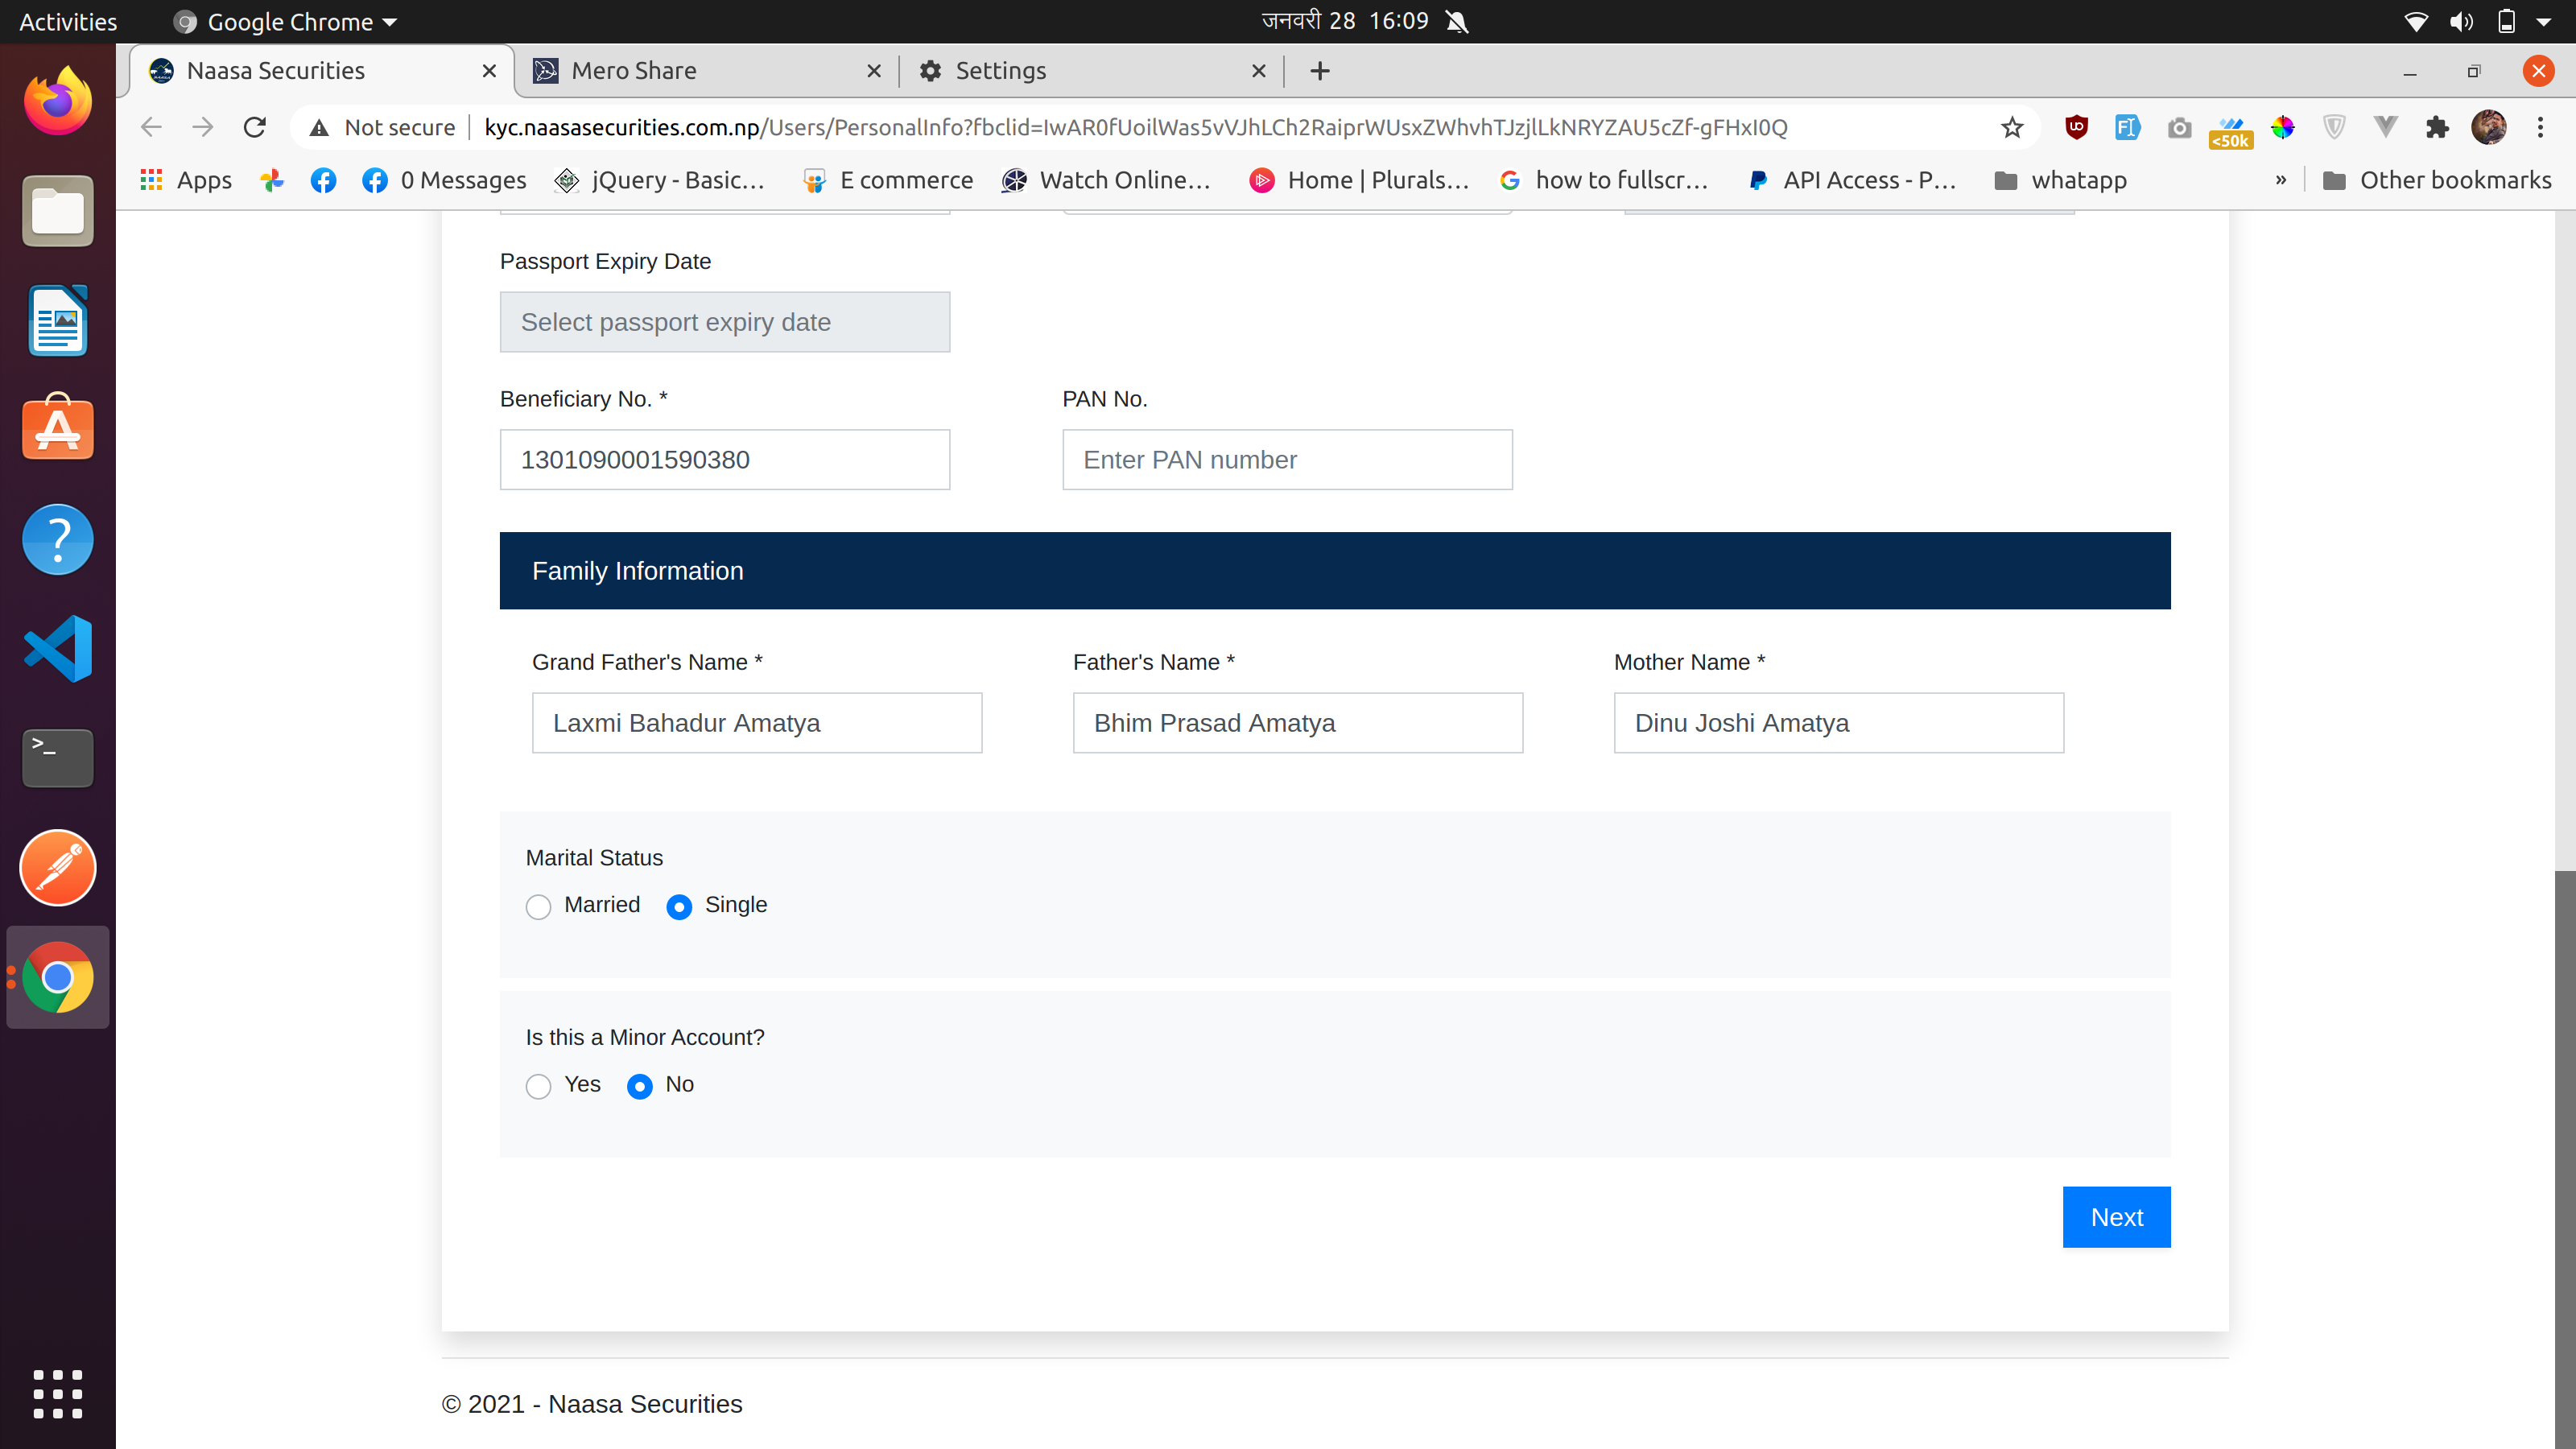 Activities
Google Chrome
जनवरी 28 16:09
Naasa Securities
Mero Share
Settings
Not secure
kyc.naasasecurities.com.np/Users/PersonalInfo?fbclid=IwAR0fUoilWas5vVJhLCh2RaiprWUsxZWhvhTJzjlLkNRYZAU5cZf-gFHxI0Q
<50k
Apps
0 Messages
jQuery - Basic...
E commerce
Watch Online...
Home | Plurals...
how to fullscr...
API Access - P...
whatapp
»
Other bookmarks
Passport Expiry Date
Select passport expiry date
Beneficiary No. *
PAN No.
1301090001590380
Enter PAN number
Family Information
Grand Father's Name *
Father's Name *
Mother Name *
Laxmi Bahadur Amatya
Bhim Prasad Amatya
Dinu Joshi Amatya
Marital Status
Married
Single
Is this a Minor Account?
Yes
No
Next
© 2021 - Naasa Securities